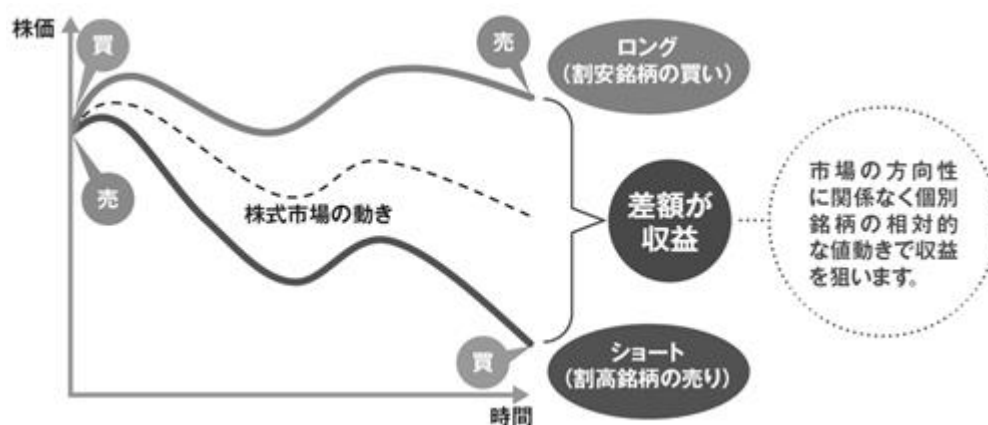 株価
買
売
ロング
(割安銘柄の買い)
売
株式市場の動き
差額が
収益
市場の方向性
に関係なく個別
銘柄の相対的
な値動きで収益
を狙います。
買
ショート
(割高銘柄の売り)
時間